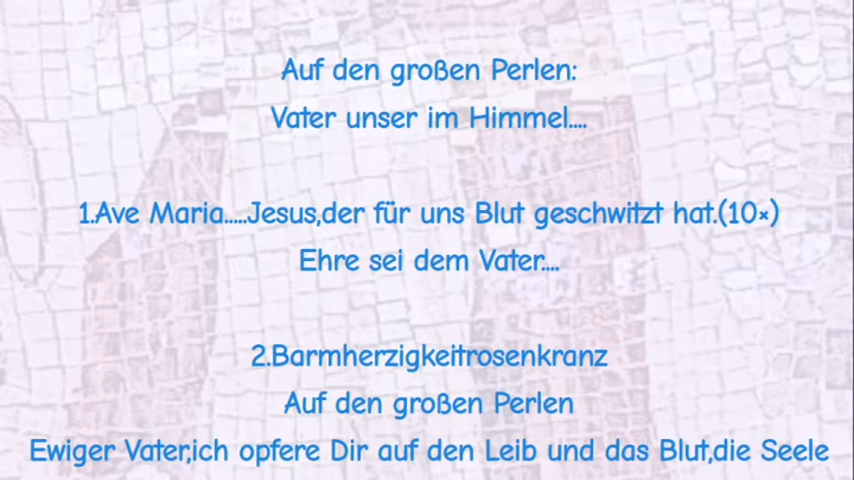 Auf den großen Perlen:
Vater unser im Himmel....
1.Ave Maria.....Jesus,der für uns Blut geschwitzt hat.(10×)
Ehre sei dem Vater....
2.Barmherzigkeitrosenkranz
Auf den großen Perlen
Ewiger Vater,ich opfere Dir auf den Leib und das Blut,die Seele